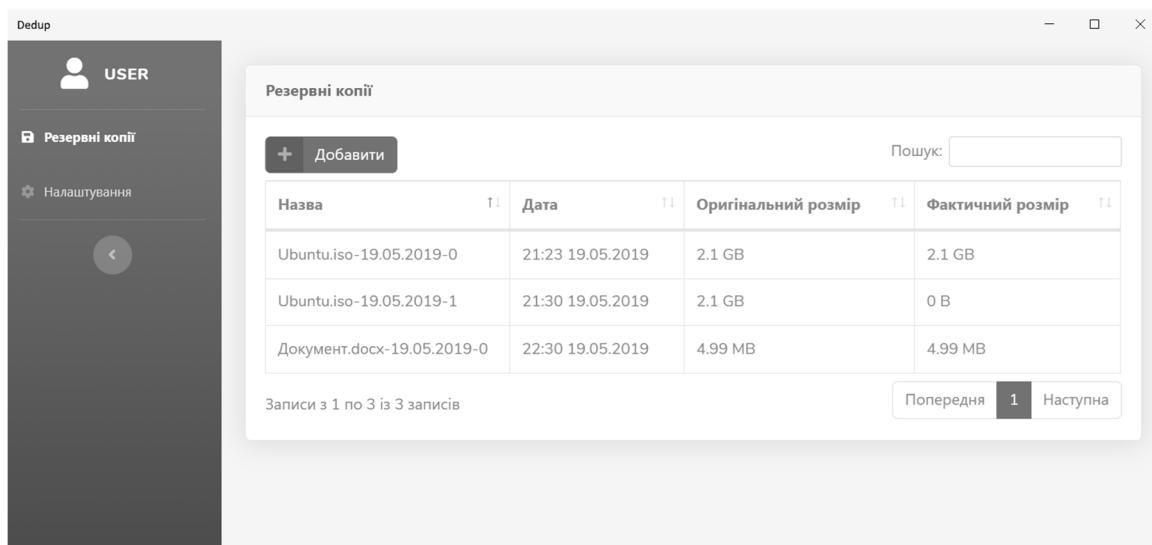 Dedup
USER
Резервні копії
Налаштування
Резервні копії
Добавити
Пошук:
Назва Дата Оригінальний розмір Фактичний розмір
Ubuntu.iso-19.05.2019-0 21:23 19.05.2019 2.1 GB 2.1 GB
Ubuntu.iso-19.05.2019-1 21:30 19.05.2019 2.1 GB 0 B
Документ.docx-19.05.2019-0 22:30 19.05.2019 4.99 MB 4.99 MB
Записи з 1 по 3 із 3 записів
Попередня 1 Наступна